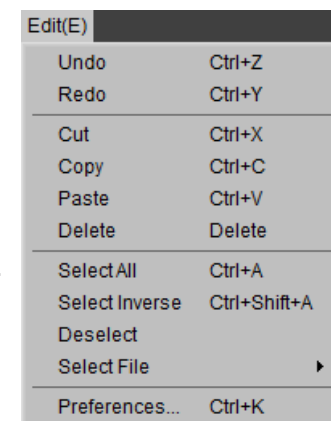 Edit(E)
Undo Ctrl+Z
Redo Ctrl+Y
Cut Ctrl+X
Copy Ctrl+C
Paste Ctrl+V
Delete Delete
Select All Ctrl+A
Select Inverse Ctrl+Shift+A
Deselect
Select File
Preferences... Ctrl+K